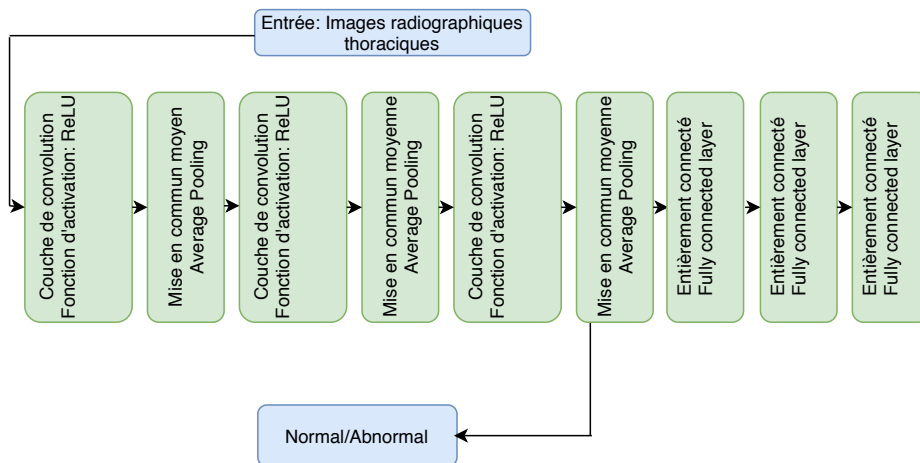 Entrée: Images radiographiques
thoraciques
Couche de convolution
Fonction d'activation: ReLU
Mise en commun moyen
Average Pooling
Couche de convolution
Fonction d'activation: ReLU
Mise en commun moyenne
Average Pooling
Couche de convolution
Fonction d'activation: ReLU
Mise en commun moyenne
Average Pooling
Entièrement connecté
Fully connected layer
Entièrement connecté
Fully connected layer
Entièrement connecté
Fully connected layer
Normal/Abnormal